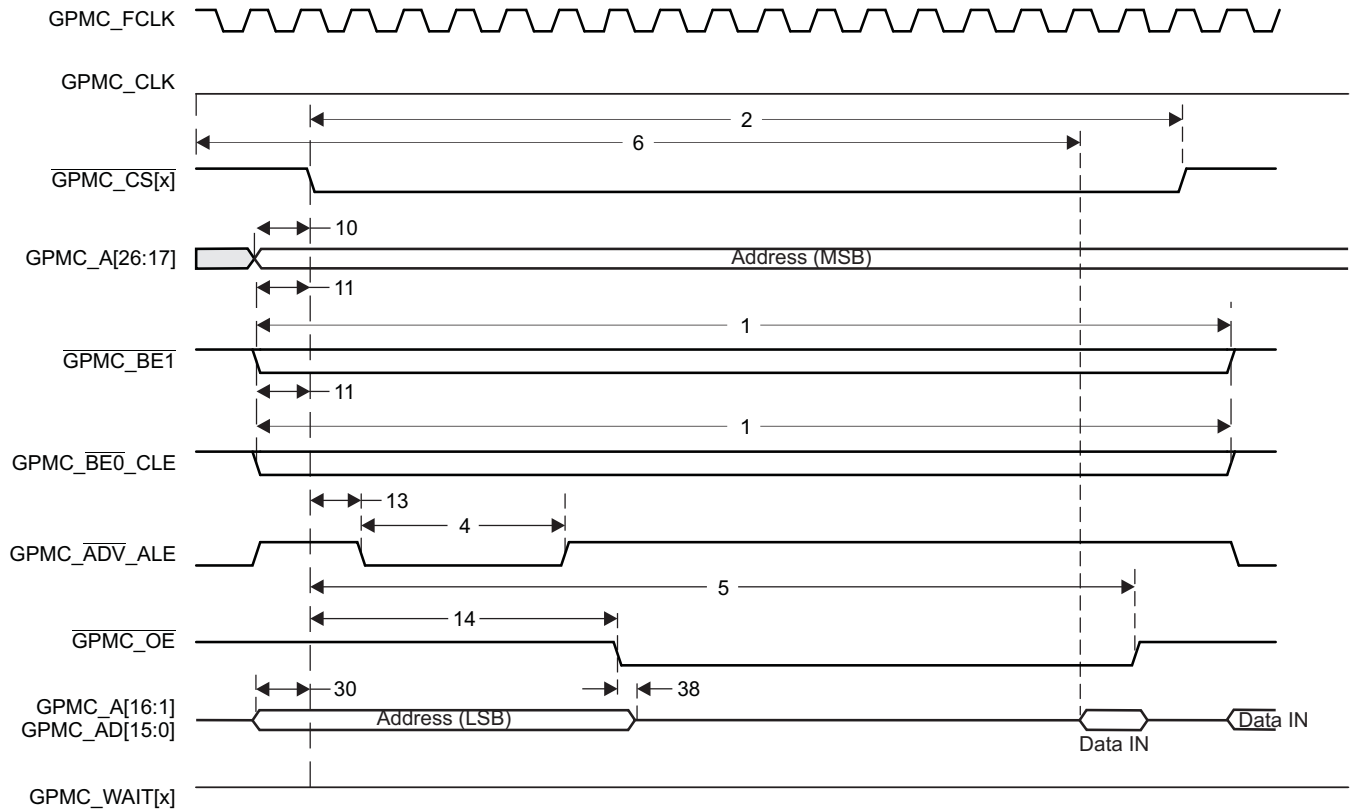 GPMC_FCLK
GPMC_CLK
2
6
GPMC_CS[x]
10
GPMC_A[26:17]
Address (MSB)
11
1
GPMC_BE1
11
1
GPMC_BE0_CLE
13
4
GPMC_ADV_ALE
5
14
GPMC_OE
30
38
GPMC_A[16:1]
GPMC_AD[15:0]
Address (LSB)
Data IN
Data IN
GPMC_WAIT[x]